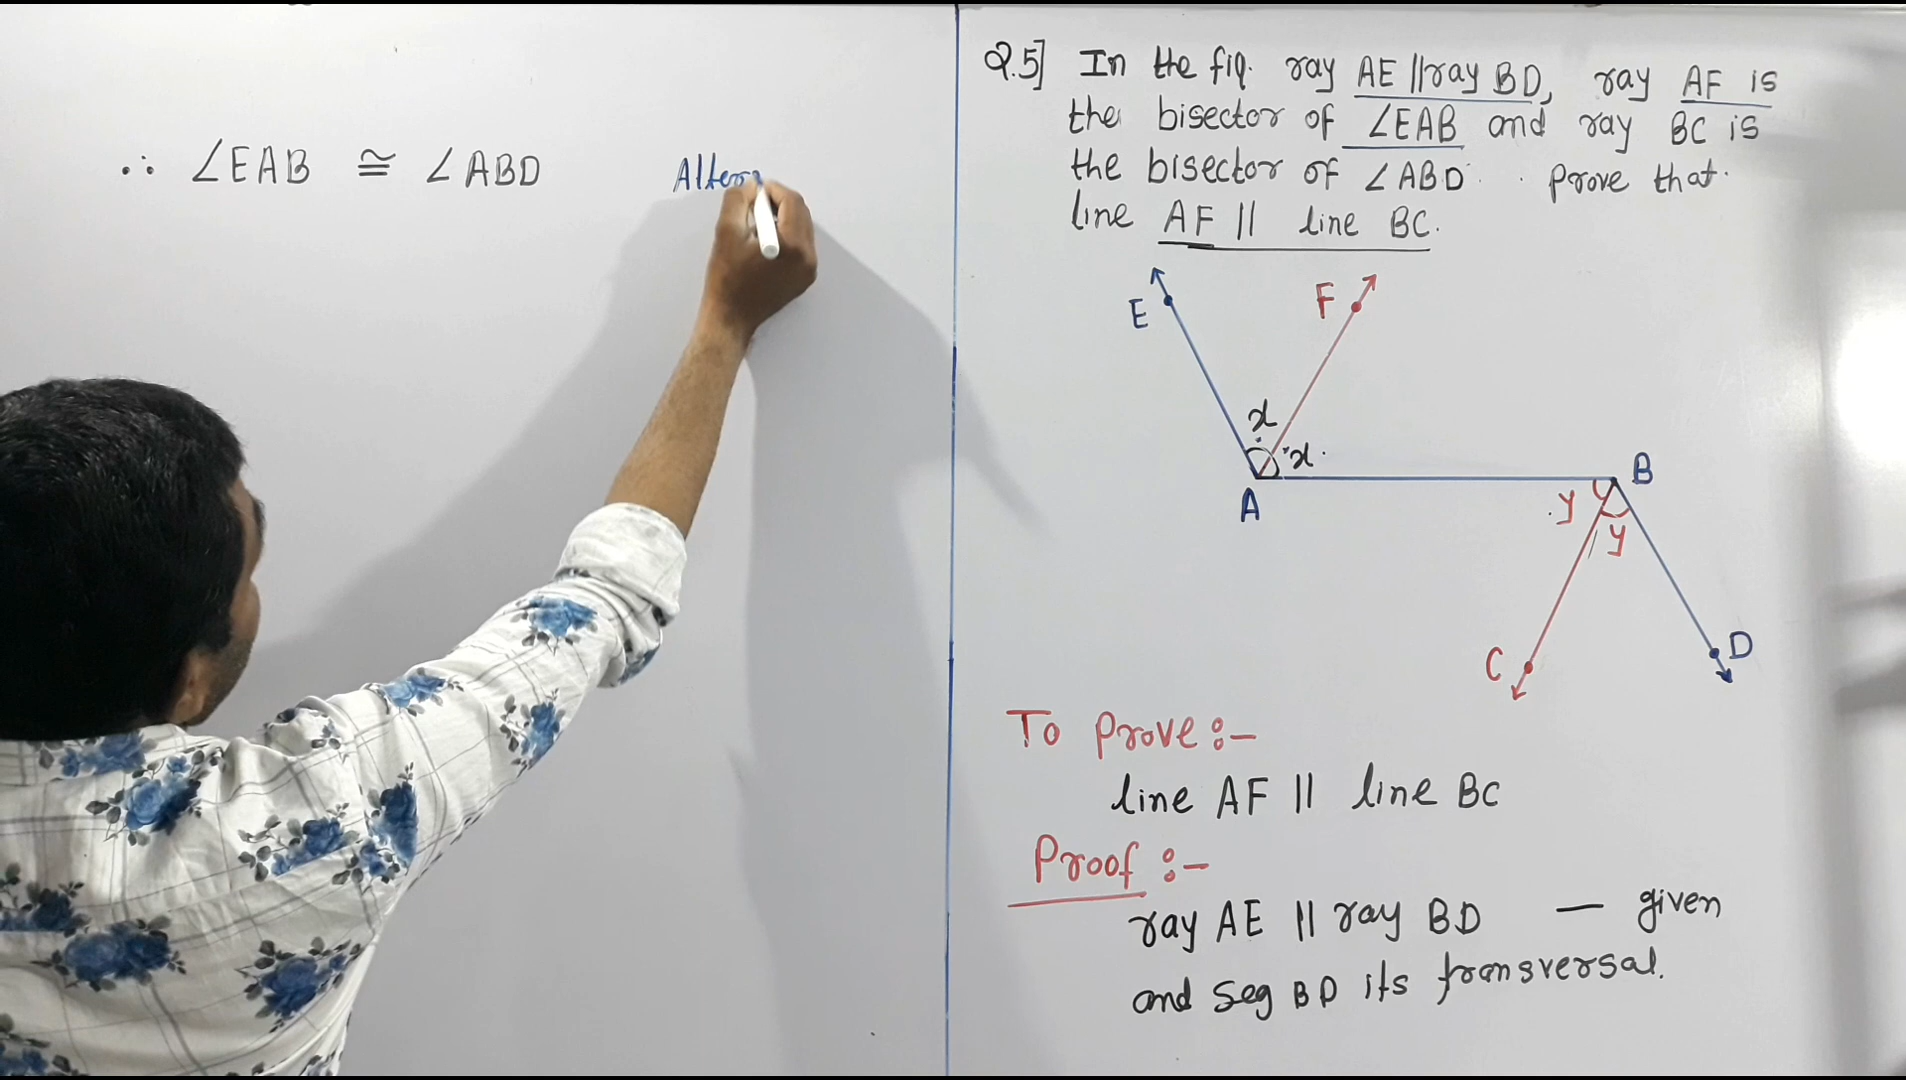 ∴ ∠EAB ≅ ∠ABD Altern
Q.5] In the fig. ray AE || ray BD, ray AF is
the bisector of ∠EAB and ray BC is
the bisector of ∠ABD. prove that.
line AF || line BC.
E
F
x
x
A
B
y
y
C
D
To prove :-
line AF || line BC
Proof :-
ray AE || ray BD — given
and seg BD its transversal.